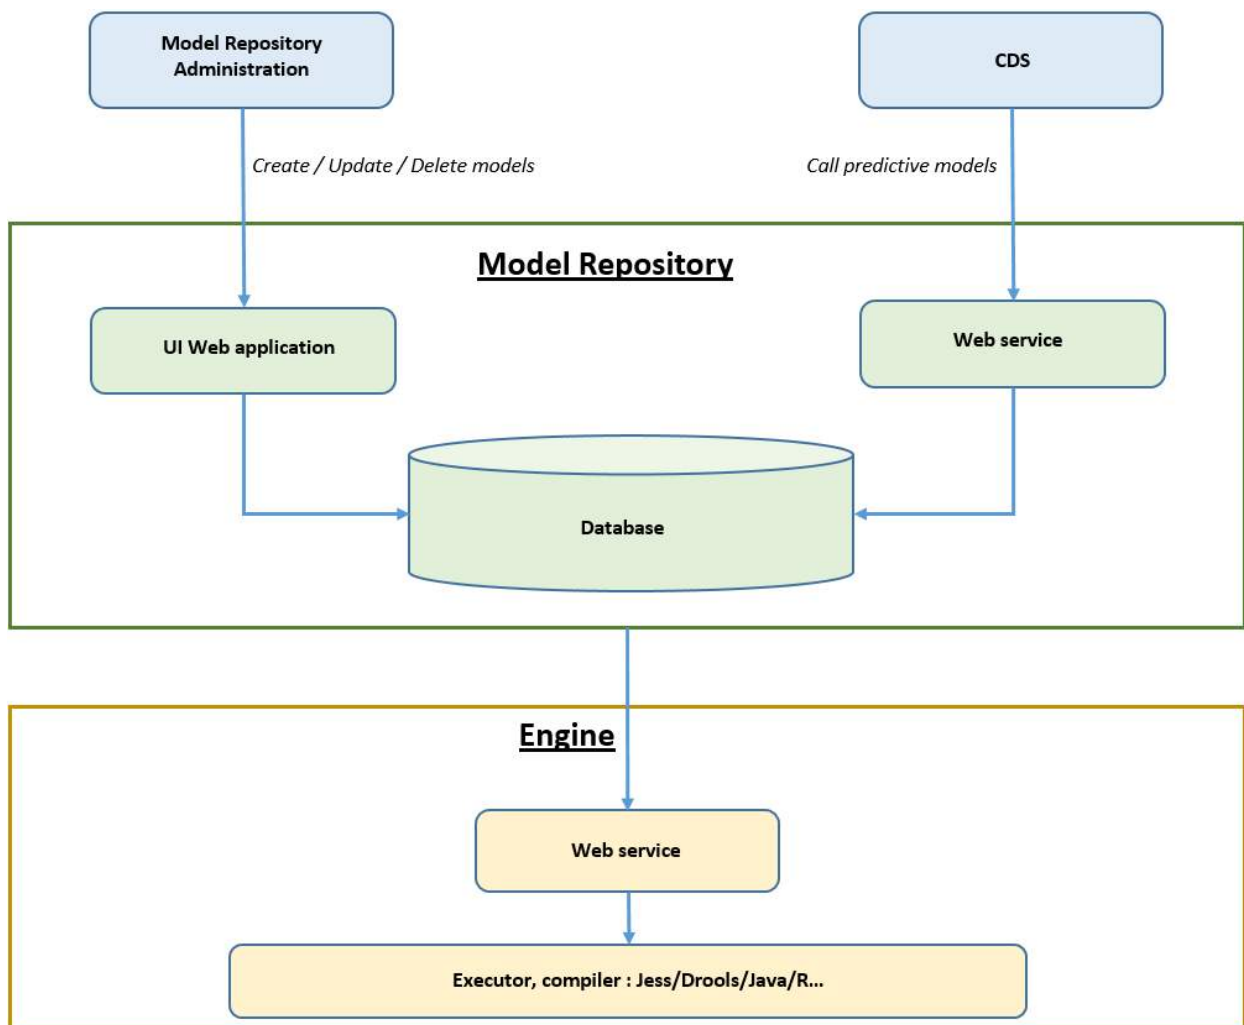 Model Repository
Administration
CDS
Create / Update / Delete models
Call predictive models
Model Repository
UI Web application
Web service
Database
Engine
Web service
Executor, compiler : Jess/Drools/Java/R...